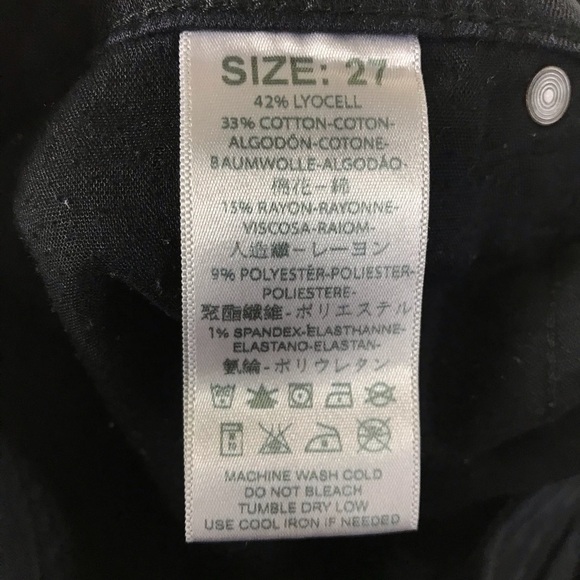 SIZE: 27
42% LYOCELL
33% COTTON-COTON-
ALGODÓN-COTONE-
BAUMWOLLE-ALGODÃO-
棉花-綿
15% RAYON-RAYONNE-
VISCOSA-RAIOM-
人造纖-レーヨン
9% POLYESTER-POLIESTER-
POLIESTERE-
聚酯纖維-ポリエステル
1% SPANDEX-ELASTHANNE-
ELASTANO-ELASTAN-
氨綸-ポリウレタン
MACHINE WASH COLD
DO NOT BLEACH
TUMBLE DRY LOW
USE COOL IRON IF NEEDED